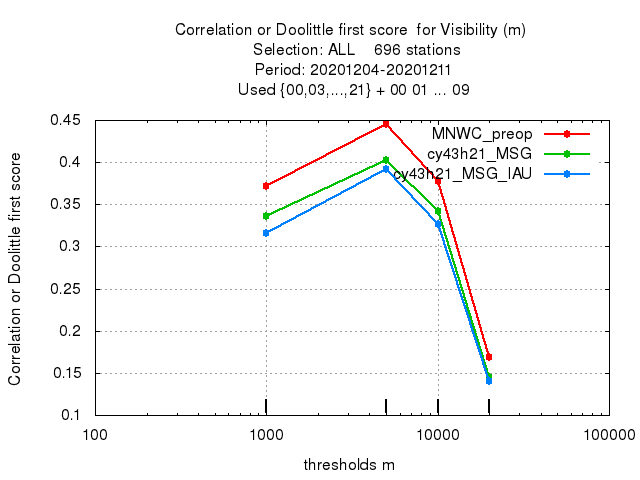 Correlation or Doolittle first score  for Visibility (m)
Selection: ALL    696 stations
Period: 20201204-20201211
Used {00,03,...,21} + 00 01 ... 09
Correlation or Doolittle first score
0.45
0.4
0.35
0.3
0.25
0.2
0.15
0.1
MNWC_preop
cy43h21_MSG
cy43h21_MSG_IAU
100
1000
10000
100000
thresholds m